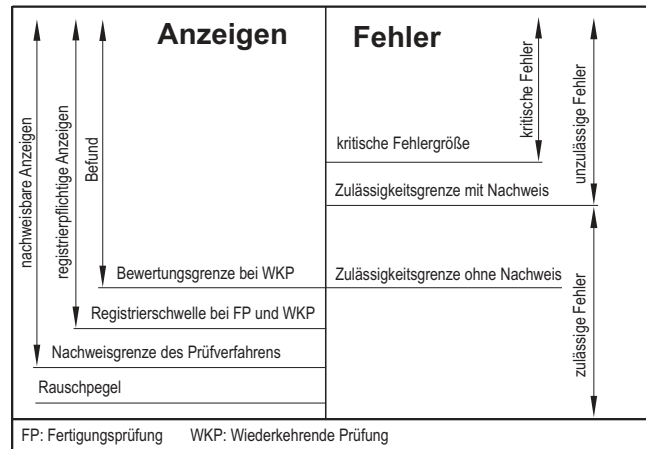 Anzeigen
Fehler
nachweisbare Anzeigen
registrierpflichtige Anzeigen
Befund
kritische Fehler
unzulässige Fehler
kritische Fehlergröße
Zulässigkeitsgrenze mit Nachweis
Bewertungsgrenze bei WKP
Zulässigkeitsgrenze ohne Nachweis
zulässige Fehler
Registrierschwelle bei FP und WKP
Nachweisgrenze des Prüfverfahrens
Rauschpegel
FP: Fertigungsprüfung WKP: Wiederkehrende Prüfung